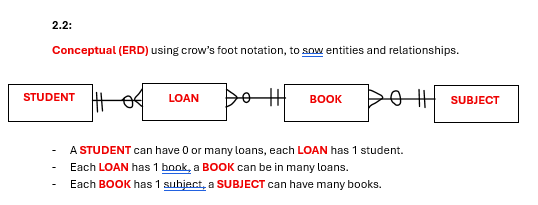 2.2:
Conceptual (ERD) using crow's foot notation, to sow entities and relationships.
STUDENT LOAN BOOK SUBJECT
- A STUDENT can have 0 or many loans, each LOAN has 1 student.
- Each LOAN has 1 book, a BOOK can be in many loans.
- Each BOOK has 1 subject, a SUBJECT can have many books.